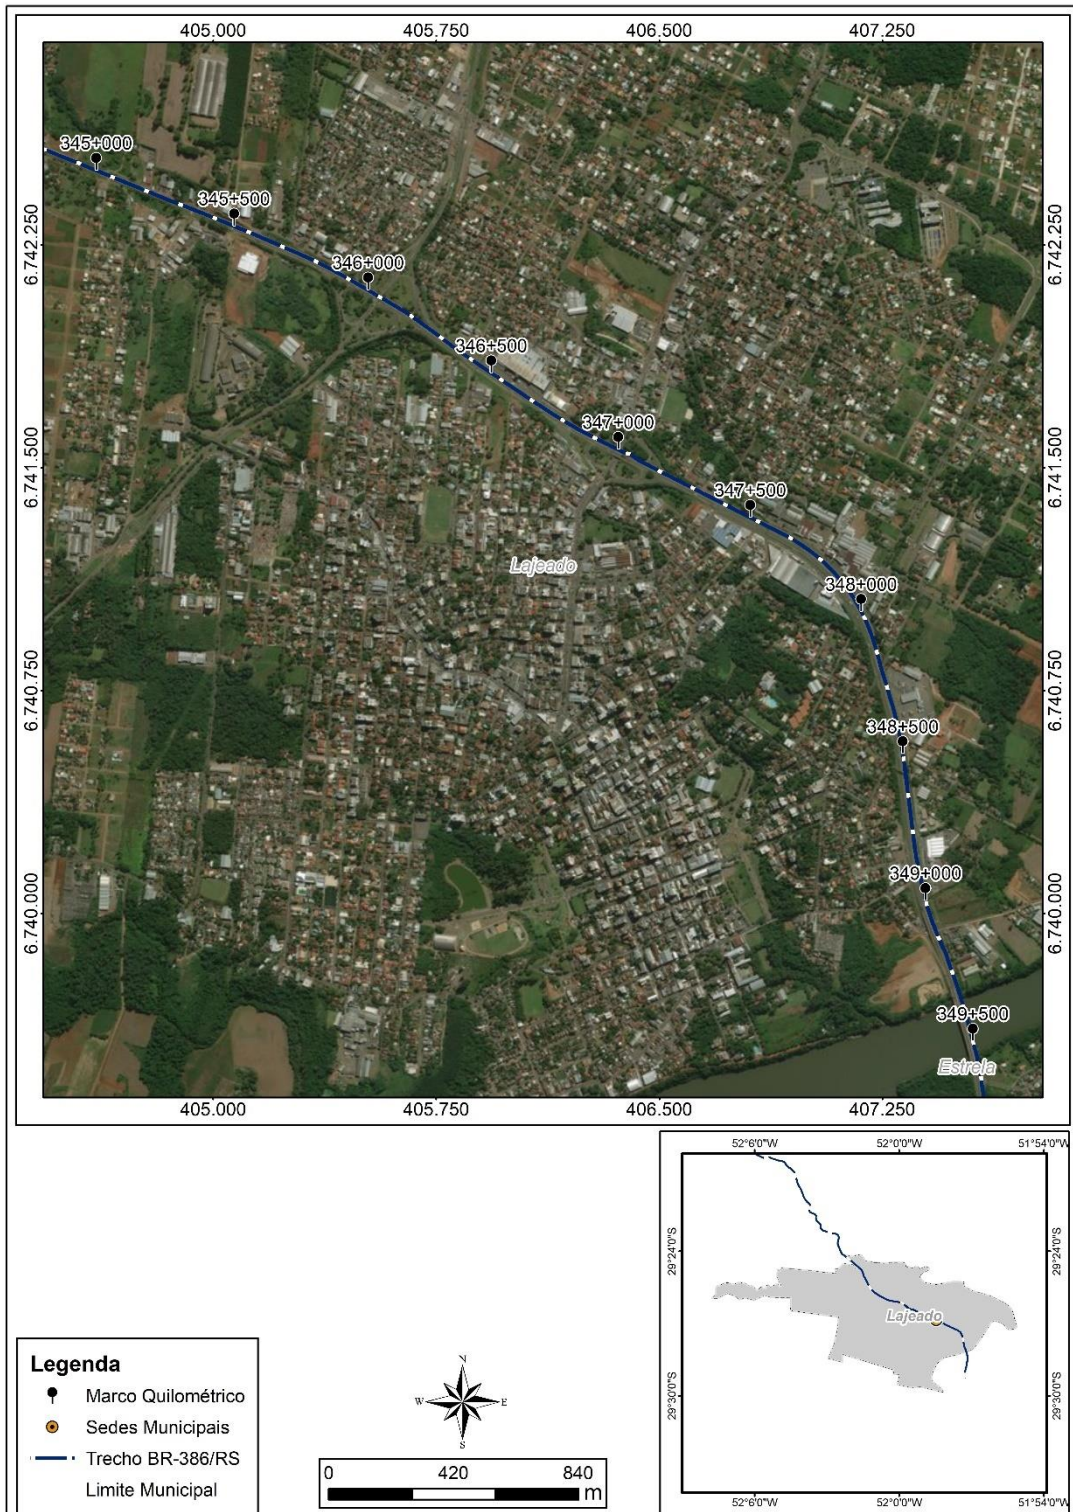 405.000 405.750 406.500 407.250
345+000
345+500
6.742.250
6.742.250
346+000
346+500
347+000
6.741.500
6.741.500
347+500
Lajeado
348+000
6.740.750
6.740.750
348+500
349+000
6.740.000
6.740.000
349+500
Estrela
405.000 405.750 406.500 407.250
52°6'0"W 52°0'0"W 51°54'0"W
29°24'0"S
29°24'0"S
Lajeado
29°30'0"S
29°30'0"S
52°6'0"W 52°0'0"W 51°54'0"W
Legenda
Marco Quilométrico
Sedes Municipais
Trecho BR-386/RS
Limite Municipal
N
W E
S
0 420 840
m